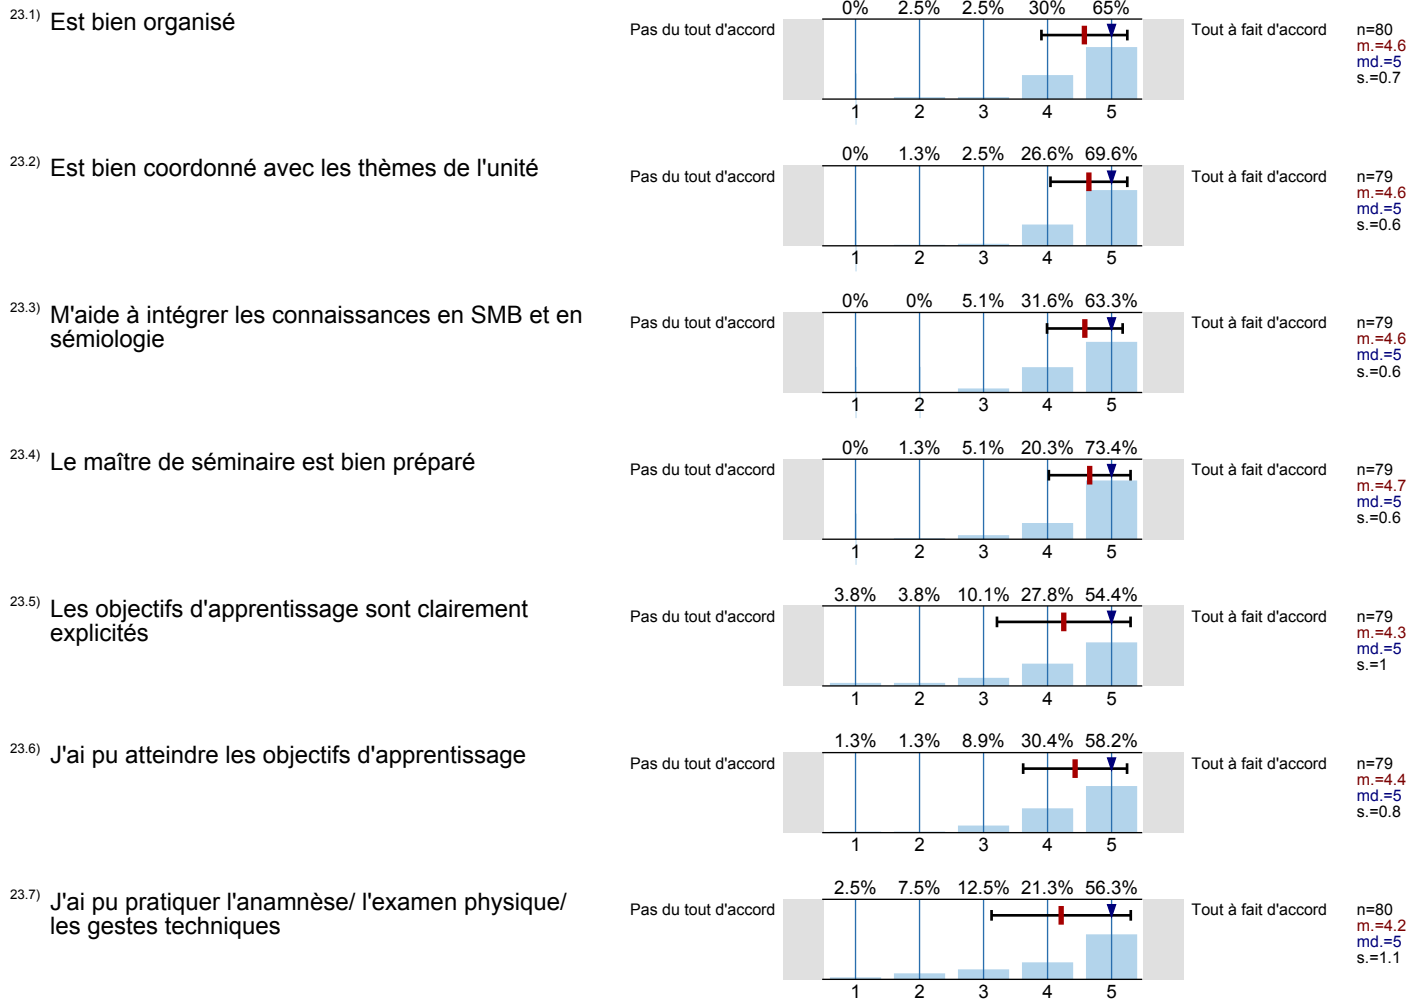 0% 2.5% 2.5% 30% 65%
23.1) Est bien organisé
Pas du tout d'accord
Tout à fait d'accord
n=80
m.=4.6
md.=5
s.=0.7
1 2 3 4 5
0% 1.3% 2.5% 26.6% 69.6%
23.2) Est bien coordonné avec les thèmes de l'unité
Pas du tout d'accord
Tout à fait d'accord
n=79
m.=4.6
md.=5
s.=0.6
1 2 3 4 5
0% 0% 5.1% 31.6% 63.3%
23.3) M'aide à intégrer les connaissances en SMB et en
sémiologie
Pas du tout d'accord
Tout à fait d'accord
n=79
m.=4.6
md.=5
s.=0.6
1 2 3 4 5
0% 1.3% 5.1% 20.3% 73.4%
23.4) Le maître de séminaire est bien préparé
Pas du tout d'accord
Tout à fait d'accord
n=79
m.=4.7
md.=5
s.=0.6
1 2 3 4 5
3.8% 3.8% 10.1% 27.8% 54.4%
23.5) Les objectifs d'apprentissage sont clairement
explicités
Pas du tout d'accord
Tout à fait d'accord
n=79
m.=4.3
md.=5
s.=1
1 2 3 4 5
1.3% 1.3% 8.9% 30.4% 58.2%
23.6) J'ai pu atteindre les objectifs d'apprentissage
Pas du tout d'accord
Tout à fait d'accord
n=79
m.=4.4
md.=5
s.=0.8
1 2 3 4 5
2.5% 7.5% 12.5% 21.3% 56.3%
23.7) J'ai pu pratiquer l'anamnèse/ l'examen physique/
les gestes techniques
Pas du tout d'accord
Tout à fait d'accord
n=80
m.=4.2
md.=5
s.=1.1
1 2 3 4 5